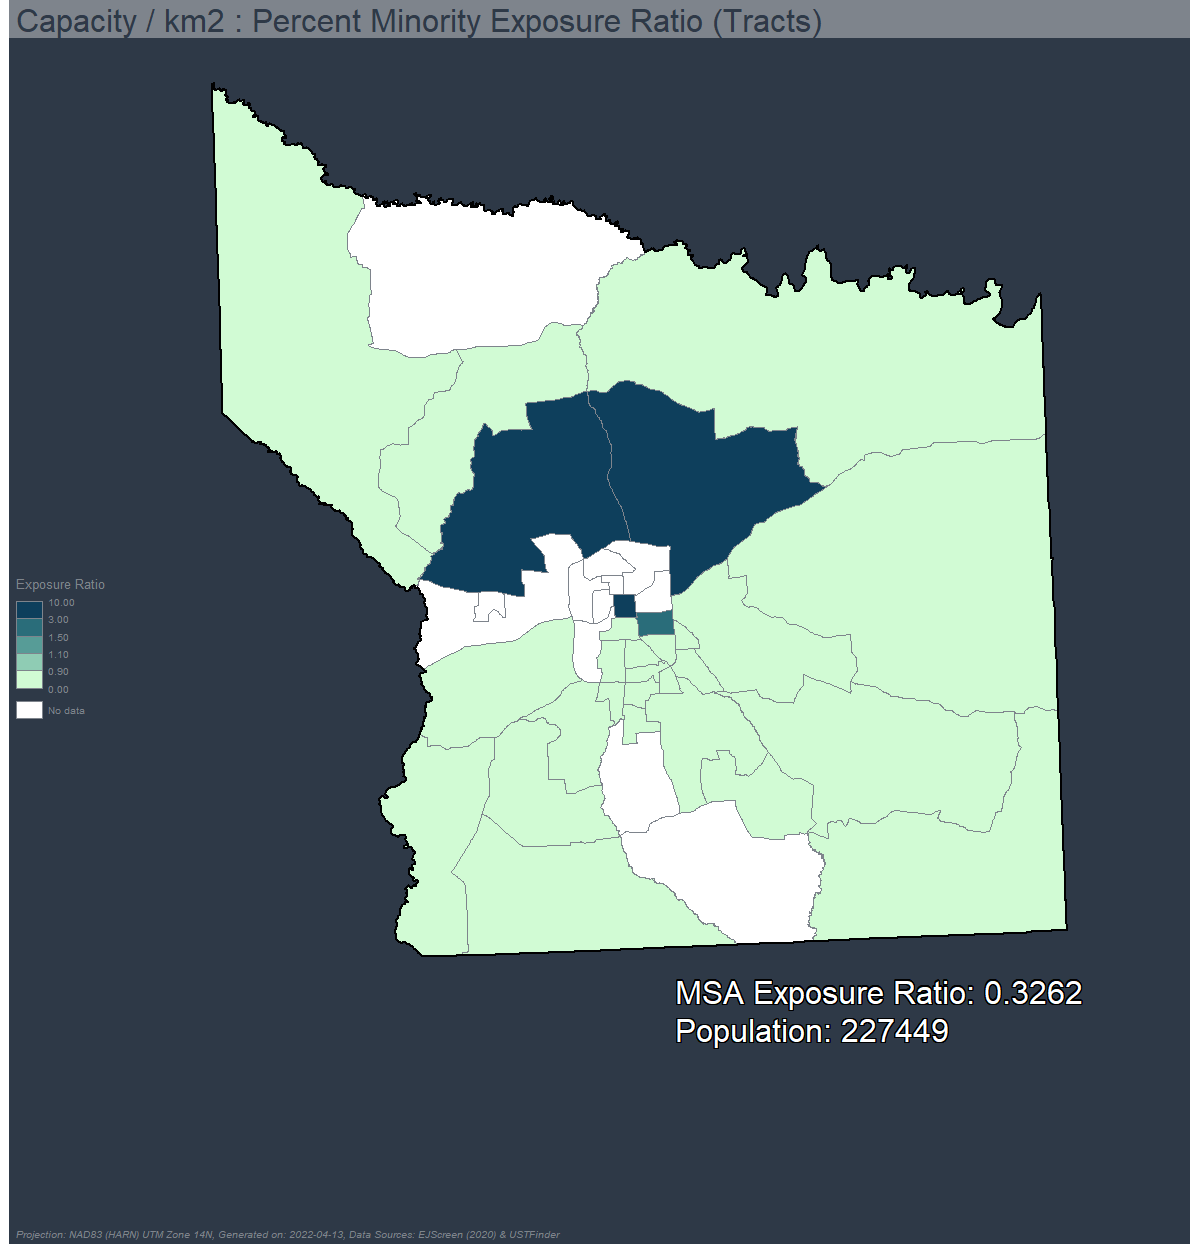 Capacity / km2 : Percent Minority Exposure Ratio (Tracts)
Exposure Ratio
10.00
3.00
1.50
1.10
0.90
0.00
No data
MSA Exposure Ratio: 0.3262
Population: 227449
Projection: NAD83 (HARN) UTM Zone 14N, Generated on: 2022-04-13, Data Sources: EJScreen (2020) & USTFinder